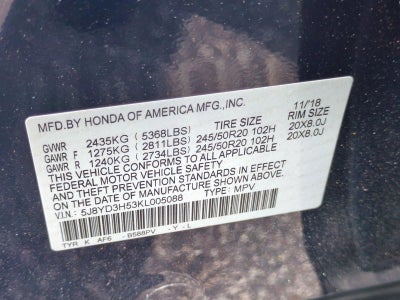 MFD.BY HONDA OF AMERICA MFG.,INC. 11/18
TIRE SIZE RIM SIZE
GVWR 2435KG (5368LBS)
GAWR F 1275KG (2811LBS) 245/50R20 102H 20X8.0J
GAWR R 1240KG (2734LBS) 245/50R20 102H 20X8.0J
THIS VEHICLE CONFORMS TO ALL APPLICABLE
FEDERAL MOTOR VEHICLE SAFETY
AND THEFT PREVENTION STANDARDS IN EFFECT
ON THE DATE OF MANUFACTURE SHOWN ABOVE.
V.I.N: 5J8YD3H53KL005088 TYPE: MPV
TYR K AF6 - B588PV - Y - L